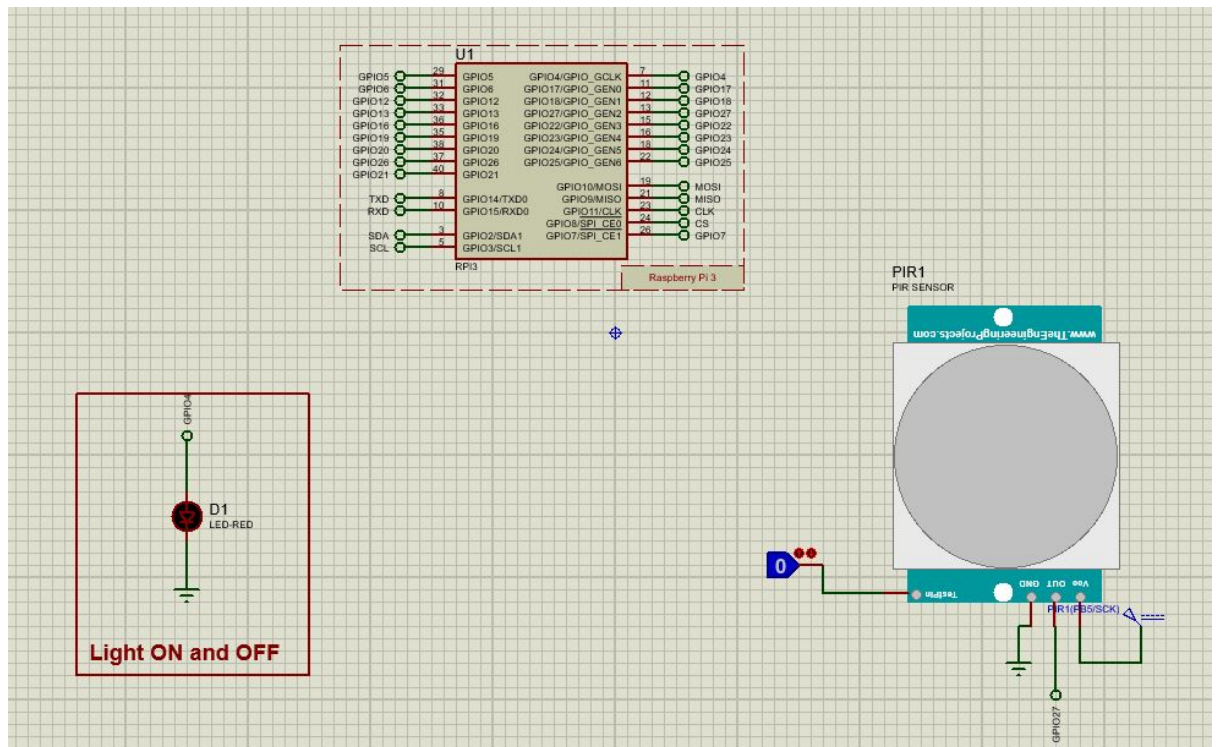 U1
GPIO5 29 GPIO5 GPIO4/GPIO_GCLK 7 GPIO4
GPIO6 31 GPIO6 GPIO17/GPIO_GEN0 11 GPIO17
GPIO12 32 GPIO12 GPIO18/GPIO_GEN1 12 GPIO18
GPIO13 33 GPIO13 GPIO27/GPIO_GEN2 13 GPIO27
GPIO16 36 GPIO16 GPIO22/GPIO_GEN3 15 GPIO22
GPIO19 35 GPIO19 GPIO23/GPIO_GEN4 16 GPIO23
GPIO20 38 GPIO20 GPIO24/GPIO_GEN5 18 GPIO24
GPIO26 37 GPIO26 GPIO25/GPIO_GEN6 22 GPIO25
GPIO21 40 GPIO21
GPIO10/MOSI 19 MOSI
TXD 8 GPIO14/TXD0 GPIO9/MISO 21 MISO
RXD 10 GPIO15/RXD0 GPIO11/CLK 23 CLK
GPIO8/SPI_CE0 24 CS
SDA 3 GPIO2/SDA1 GPIO7/SPI_CE1 26 GPIO7
SCL 5 GPIO3/SCL1
RPI3
Raspberry Pi 3
PIR1
PIR SENSOR
www.TheEngineeringProjects.com
GPIO4
D1
LED-RED
Light ON and OFF
0
TestPin
GND OUT Vcc
PIR1(PB5/SCK)
GPIO27